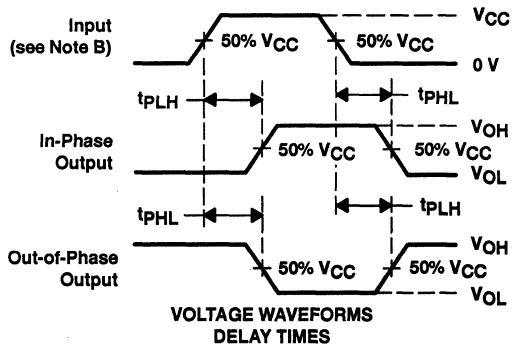 Input
(see Note B)
50% VCC
50% VCC
VCC
0 V
tPLH
tPHL
In-Phase
Output
50% VCC
50% VCC
VOH
VOL
tPHL
tPLH
Out-of-Phase
Output
50% VCC
50% VCC
VOH
VOL
VOLTAGE WAVEFORMS
DELAY TIMES